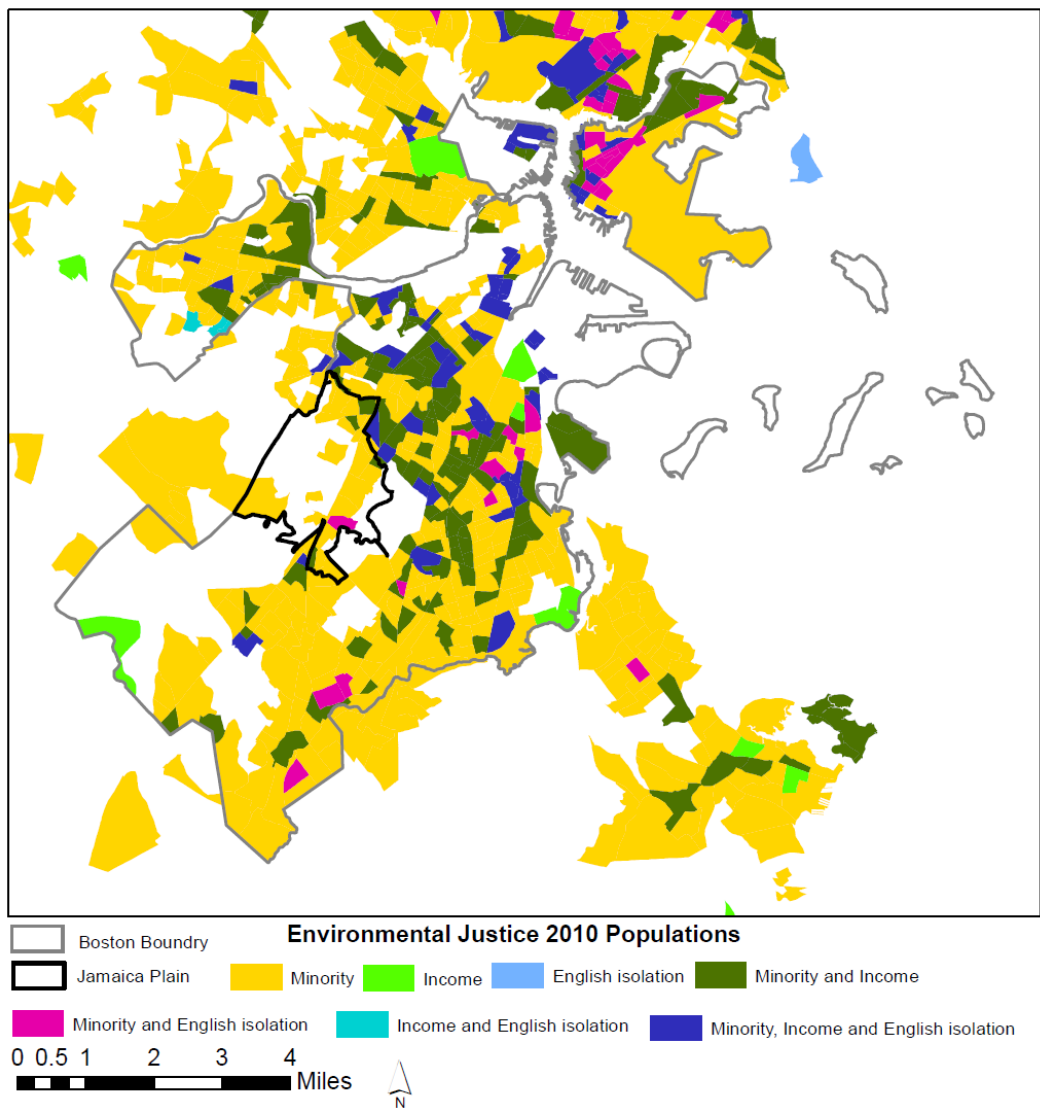 Environmental Justice 2010 Populations
Boston Boundry
Jamaica Plain Minority Income English isolation Minority and Income
Minority and English isolation Income and English isolation Minority, Income and English isolation
0 0.5 1 2 3 4
Miles
N